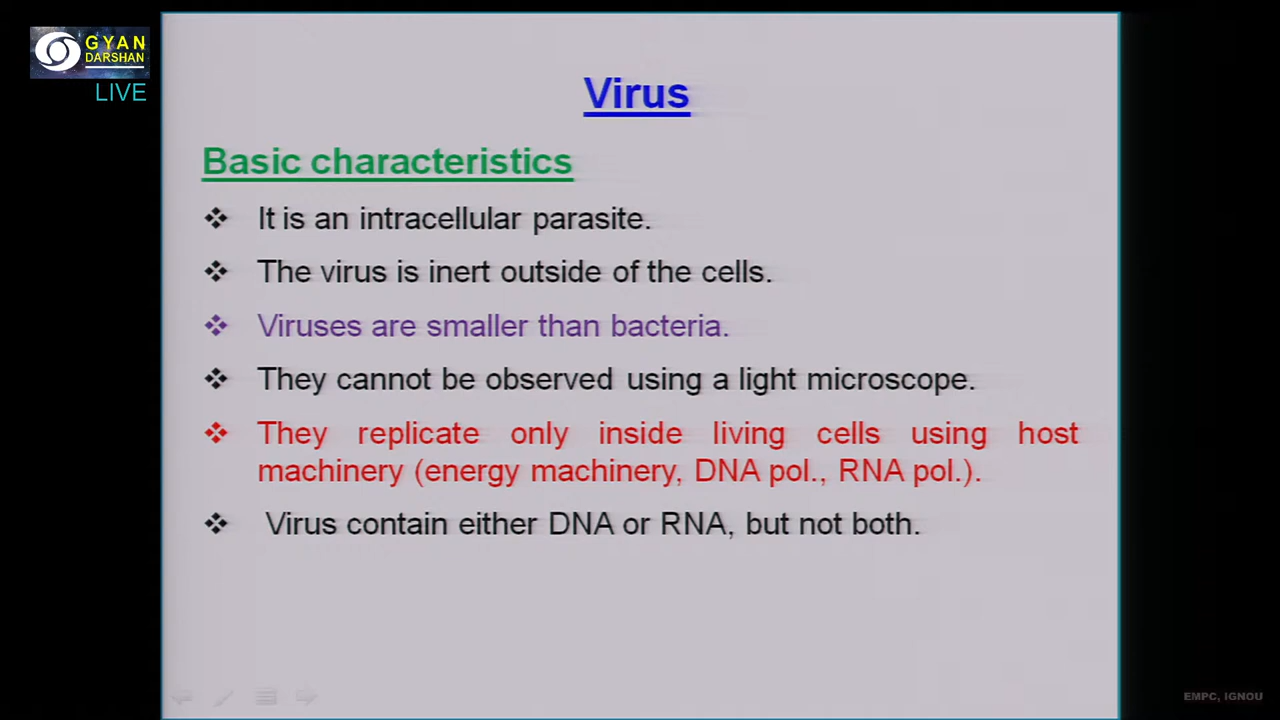 GYAN
DARSHAN
LIVE
Virus
Basic characteristics
❖ It is an intracellular parasite.
❖ The virus is inert outside of the cells.
❖ Viruses are smaller than bacteria.
❖ They cannot be observed using a light microscope.
❖ They replicate only inside living cells using host
machinery (energy machinery, DNA pol., RNA pol.).
❖ Virus contain either DNA or RNA, but not both.
EMPC, IGNOU